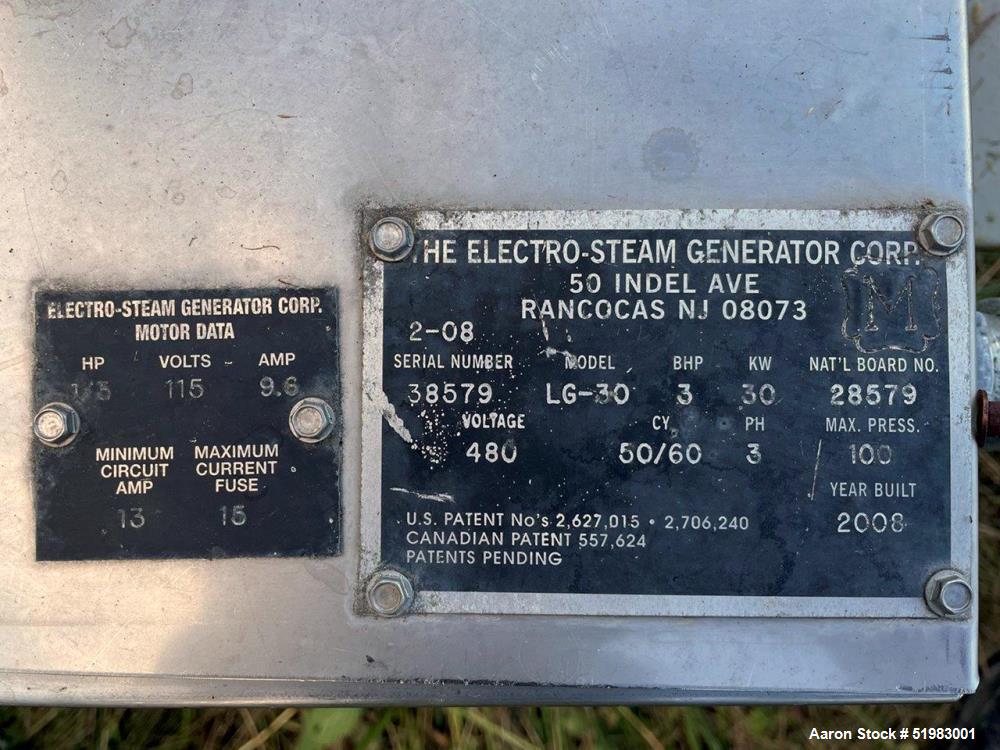 ELECTRO-STEAM GENERATOR CORP.
MOTOR DATA
HP VOLTS AMP
1/3 115 9.6
MINIMUM CIRCUIT AMP MAXIMUM CURRENT FUSE
13 15
THE ELECTRO-STEAM GENERATOR CORP.
50 INDEL AVE
RANCOCAS NJ 08073
M
2-08
SERIAL NUMBER MODEL BHP KW NAT'L BOARD NO.
38579 LG-30 3 30 28579
VOLTAGE CY PH MAX. PRESS.
480 50/60 3 100
YEAR BUILT
2008
U.S. PATENT No's 2,627,015 • 2,706,240
CANADIAN PATENT 557,624
PATENTS PENDING
Aaron Stock # 51983001